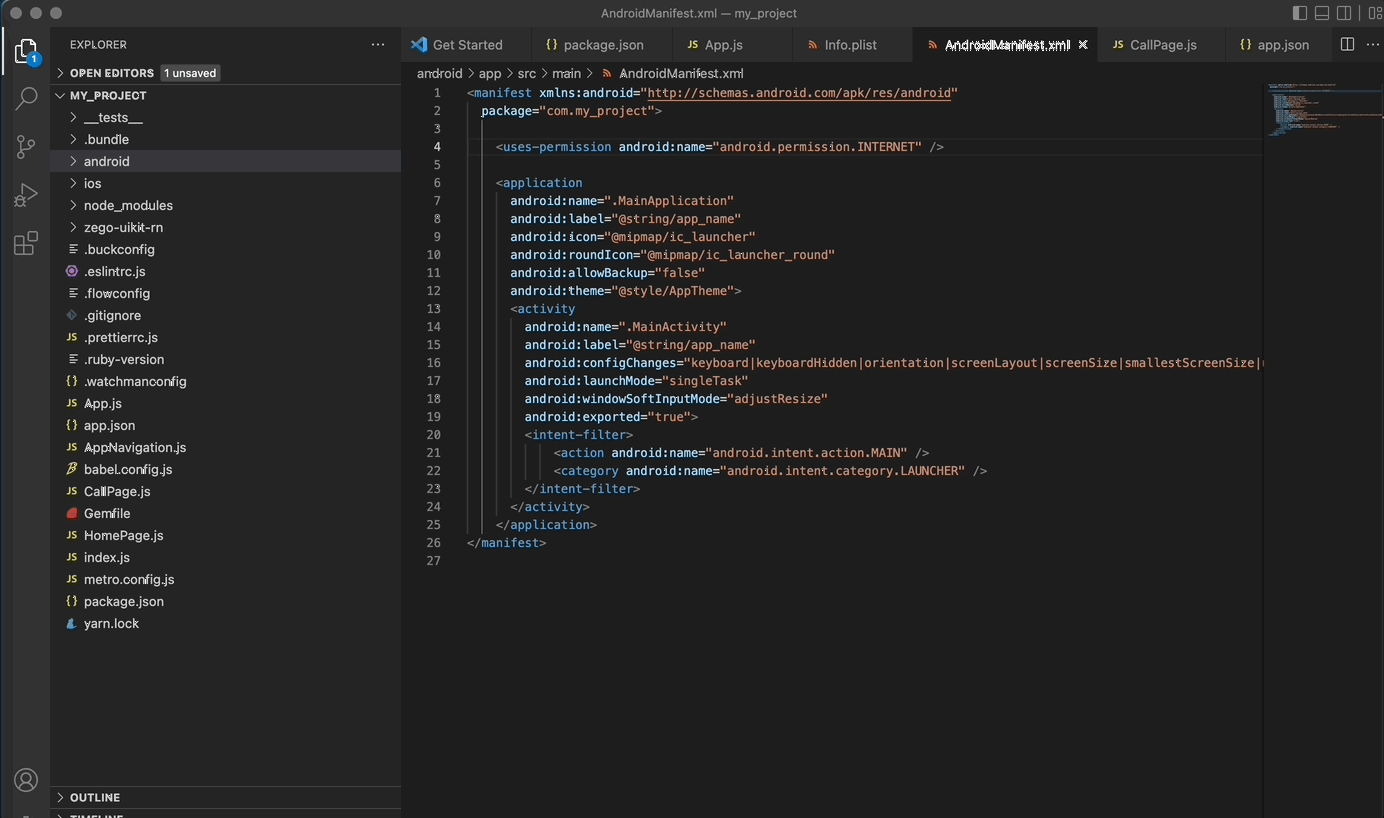 AndroidManifest.xml — my_project
EXPLORER
OPEN EDITORS 1 unsaved
MY_PROJECT
__tests__
.bundle
android
ios
node_modules
zego-uikit-rn
.buckconfig
.eslintrc.js
.flowconfig
.gitignore
.prettierrc.js
.ruby-version
.watchmanconfig
App.js
app.json
AppNavigation.js
babel.config.js
CallPage.js
Gemfile
HomePage.js
index.js
metro.config.js
package.json
yarn.lock
OUTLINE
TIMELINE
1
Get Started {} package.json JS App.js Info.plist AndroidManifest.xml JS CallPage.js {} app.json
android > app > src > main > AndroidManifest.xml
1 <manifest xmlns:android="http://schemas.android.com/apk/res/android"
2 package="com.my_project">
3
4 <uses-permission android:name="android.permission.INTERNET" />
5
6 <application
7 android:name=".MainApplication"
8 android:label="@string/app_name"
9 android:icon="@mipmap/ic_launcher"
10 android:roundIcon="@mipmap/ic_launcher_round"
11 android:allowBackup="false"
12 android:theme="@style/AppTheme">
13 <activity
14 android:name=".MainActivity"
15 android:label="@string/app_name"
16 android:configChanges="keyboard|keyboardHidden|orientation|screenLayout|screenSize|smallestScreenSize|
17 android:launchMode="singleTask"
18 android:windowSoftInputMode="adjustResize"
19 android:exported="true">
20 <intent-filter>
21 <action android:name="android.intent.action.MAIN" />
22 <category android:name="android.intent.category.LAUNCHER" />
23 </intent-filter>
24 </activity>
25 </application>
26 </manifest>
27